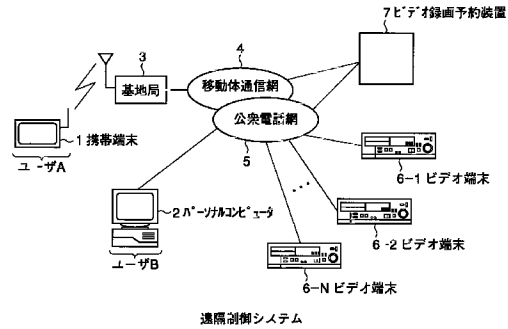 7 ビデオ録画予約装置
4
3
移動体通信網
基地局
公衆電話網
1 携帯端末
5
ユーザA
6-1 ビデオ端末
2 パーソナルコンピュータ
6-2 ビデオ端末
ユーザB
6-N ビデオ端末
遠隔制御システム